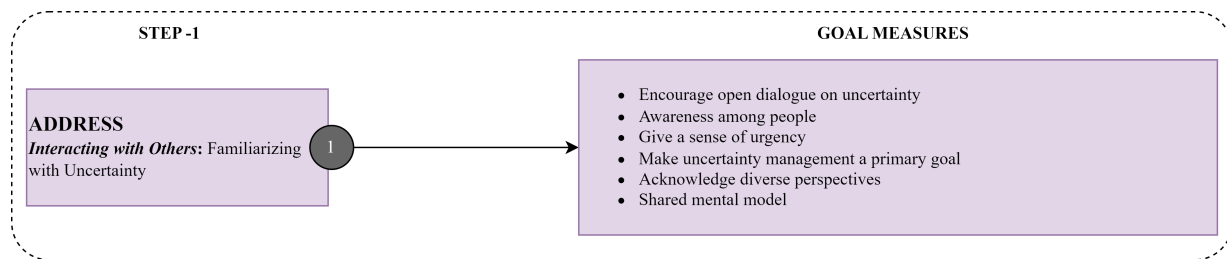 STEP -1
GOAL MEASURES
ADDRESS
Interacting with Others: Familiarizing
with Uncertainty
1
• Encourage open dialogue on uncertainty
• Awareness among people
• Give a sense of urgency
• Make uncertainty management a primary goal
• Acknowledge diverse perspectives
• Shared mental model